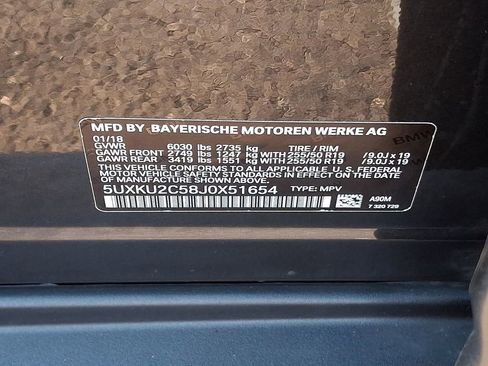 MFD BY BAYERISCHE MOTOREN WERKE AG
01/18
GVWR 6030 lbs 2735 kg TIRE / RIM
GAWR FRONT 2749 lbs 1247 kg WITH 255/50 R19 /9.0J x 19
GAWR REAR 3419 lbs 1551 kg WITH 255/50 R19 /9.0J x 19
THIS VEHICLE CONFORMS TO ALL APPLICABLE U.S. FEDERAL
MOTOR VEHICLE SAFETY STANDARDS IN EFFECT ON THE DATE OF
MANUFACTURE SHOWN ABOVE.
5UXKU2C58J0X51654 TYPE: MPV
A90M
7 320 729
BMW